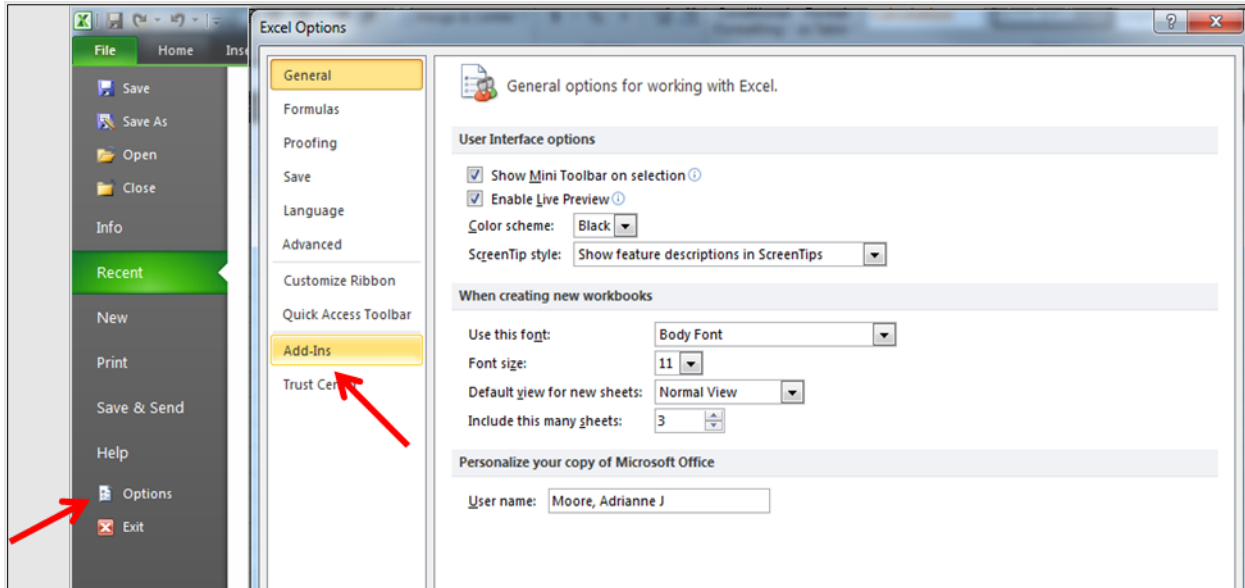 Excel Options
File Home Inse
Save
Save As
Open
Close
Info
Recent
New
Print
Save & Send
Help
Options
Exit
General
Formulas
Proofing
Save
Language
Advanced
Customize Ribbon
Quick Access Toolbar
Add-Ins
Trust Cen
General options for working with Excel.
User Interface options
Show Mini Toolbar on selection
Enable Live Preview
Color scheme: Black
ScreenTip style: Show feature descriptions in ScreenTips
When creating new workbooks
Use this font: Body Font
Font size: 11
Default view for new sheets: Normal View
Include this many sheets: 3
Personalize your copy of Microsoft Office
User name: Moore, Adrianne J